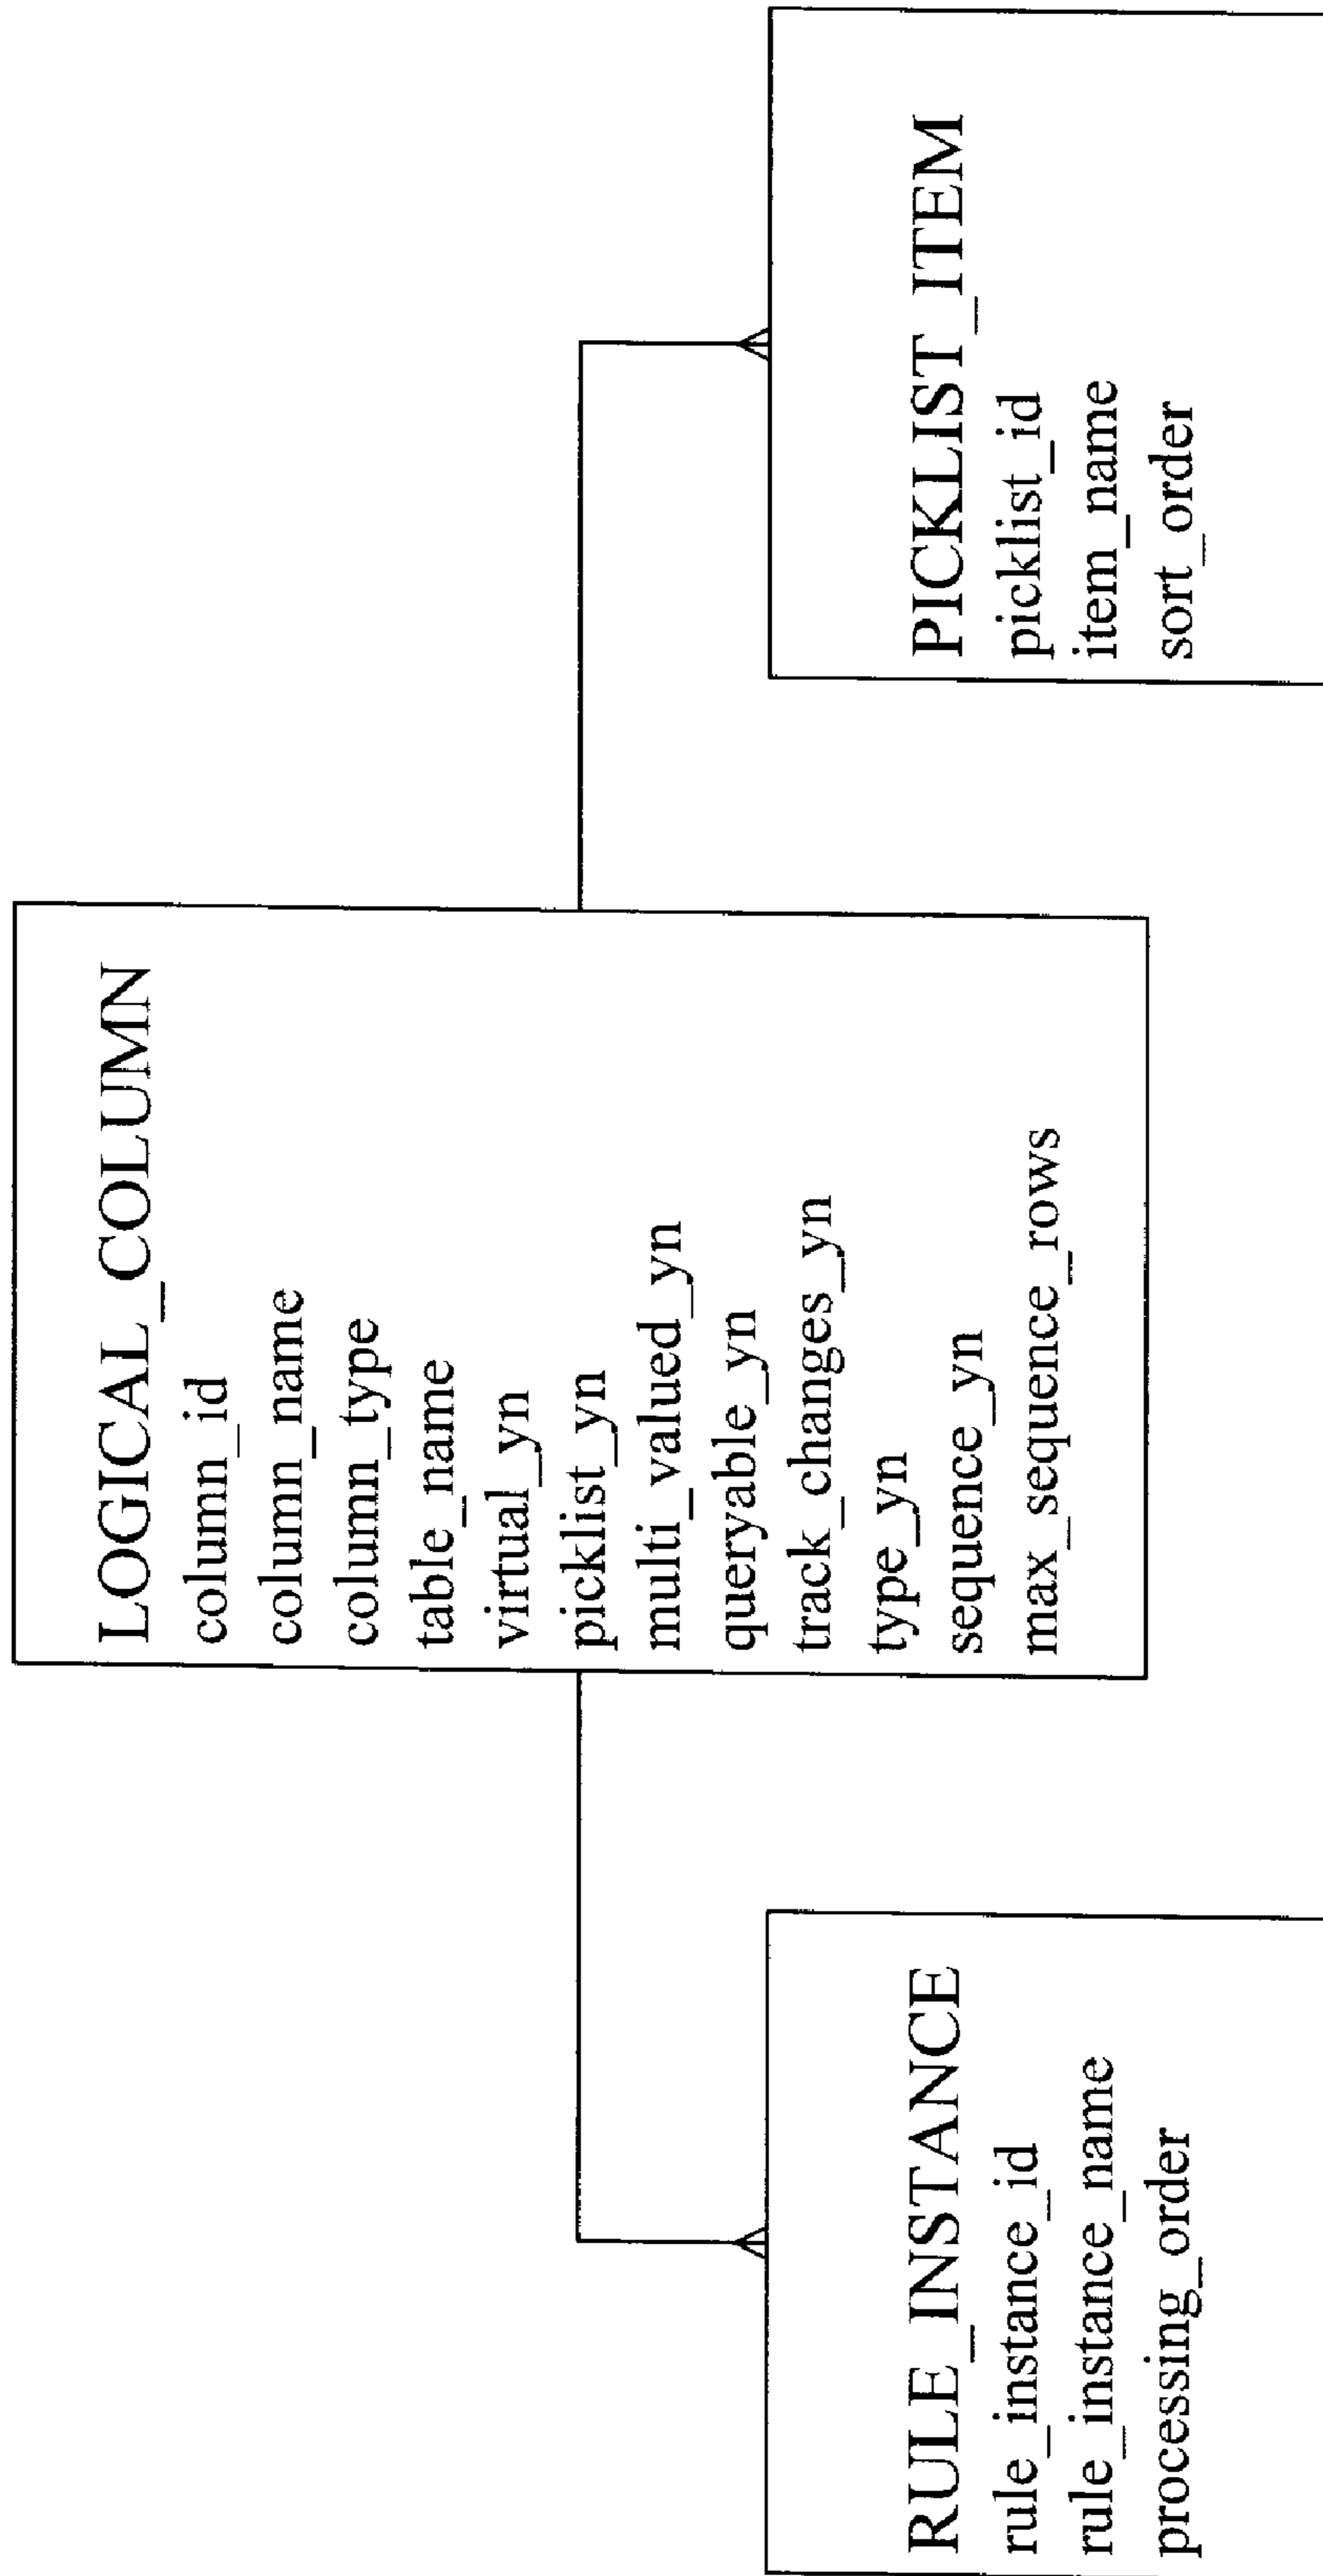 LOGICAL_COLUMN
column_id
column_name
column_type
table_name
virtual_yn
picklist_yn
multi_valued_yn
queryable_yn
track_changes_yn
type_yn
sequence_yn
max_sequence_rows
RULE_INSTANCE
rule_instance_id
rule_instance_name
processing_order
PICKLIST_ITEM
picklist_id
item_name
sort_order